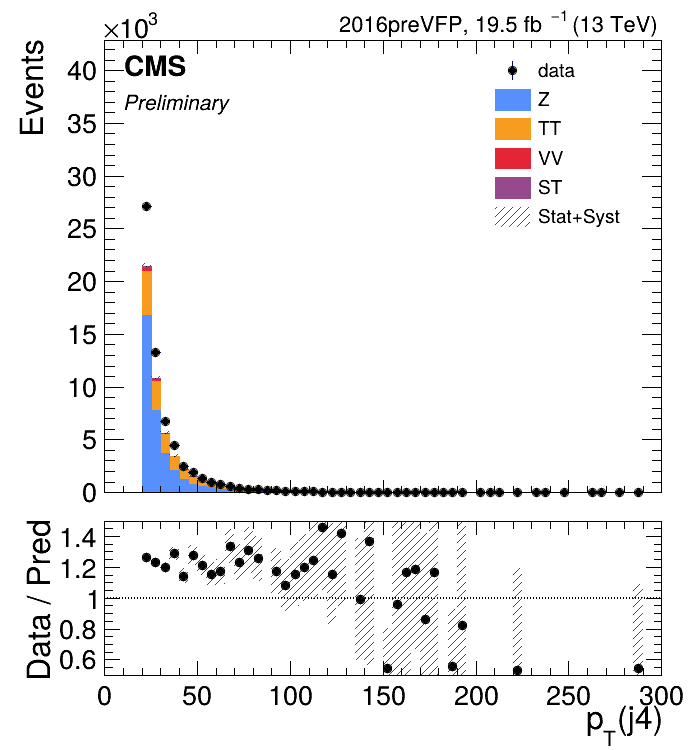 ×10³ 2016preVFP, 19.5 fb ⁻¹ (13 TeV)
CMS
Preliminary
Events
data
Z
TT
VV
ST
Stat+Syst
40
35
30
25
20
15
10
5
0
Data / Pred
1.4
1.2
1
0.8
0.6
0 50 100 150 200 250 300
p_T(j4)